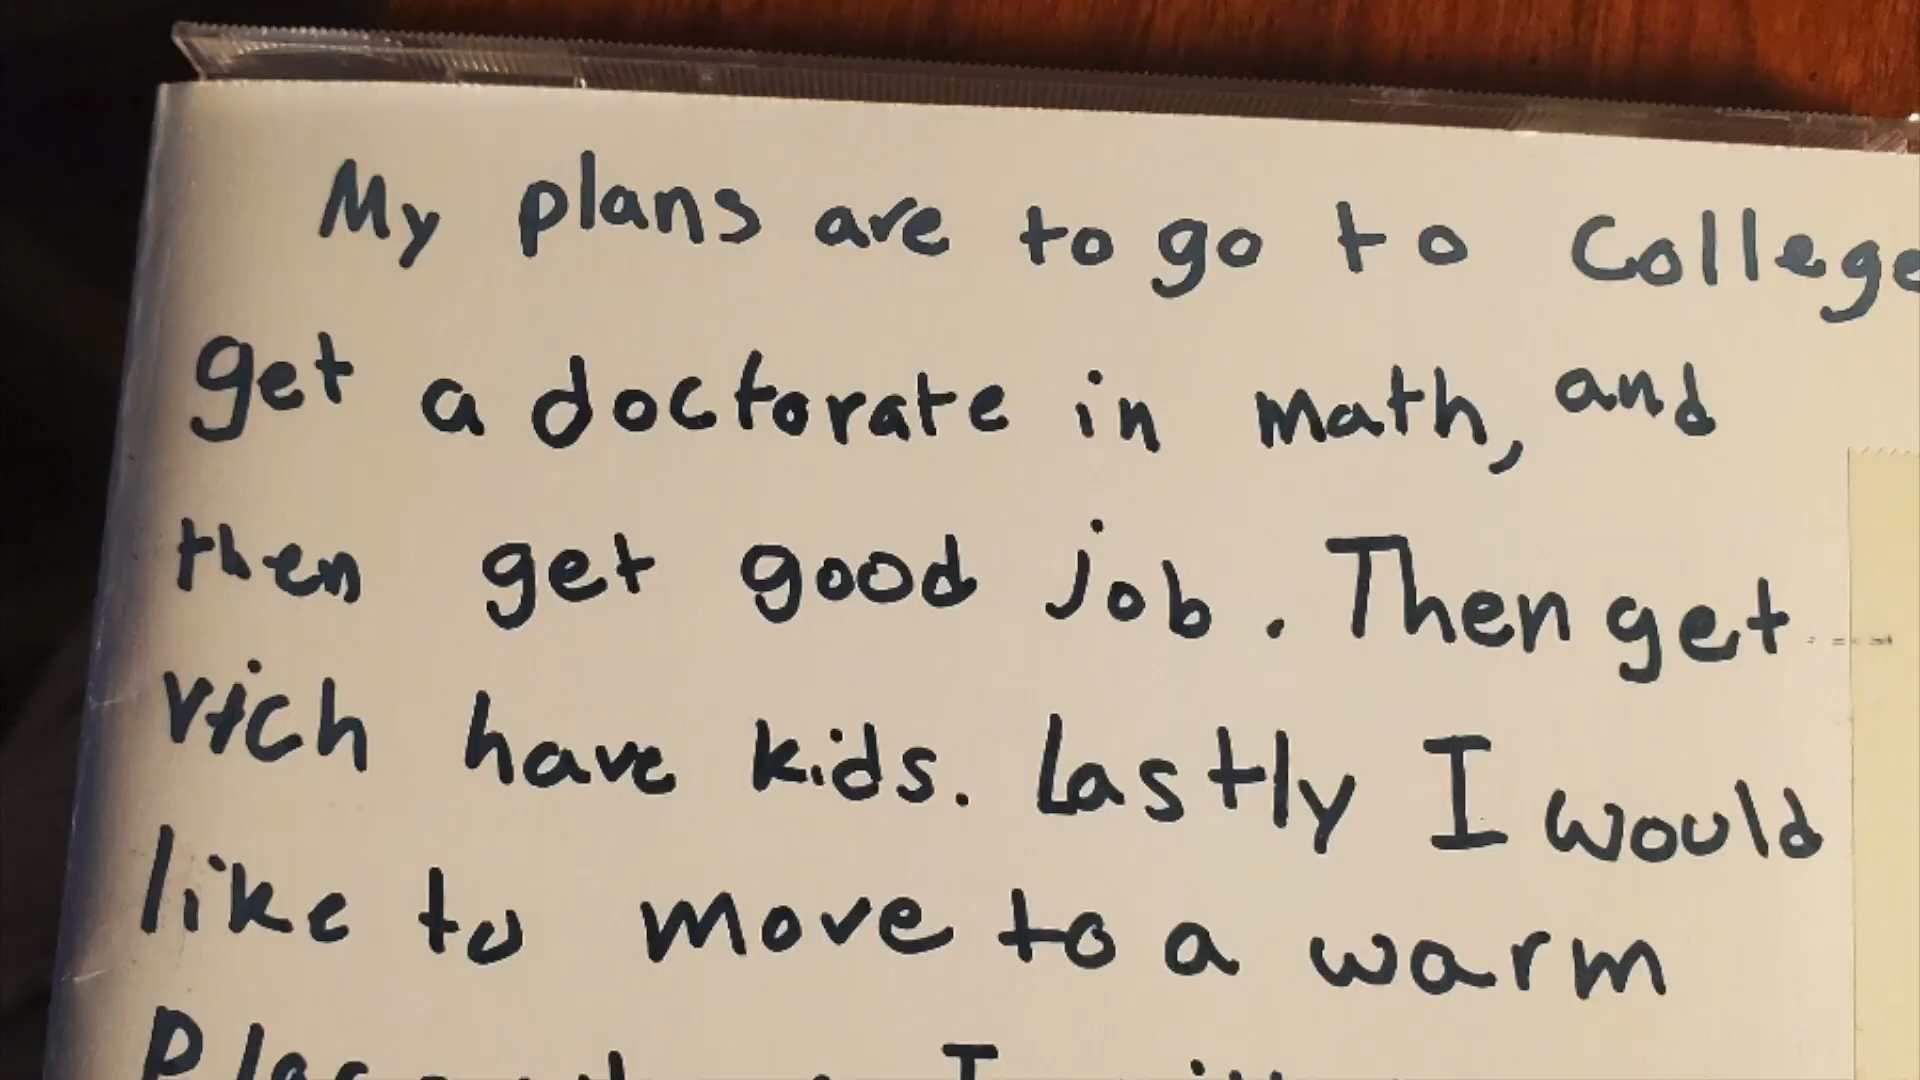 My plans are to go to College
get a doctorate in math, and
then get good job. Then get
rich have kids. Lastly I would
like to move to a warm
I